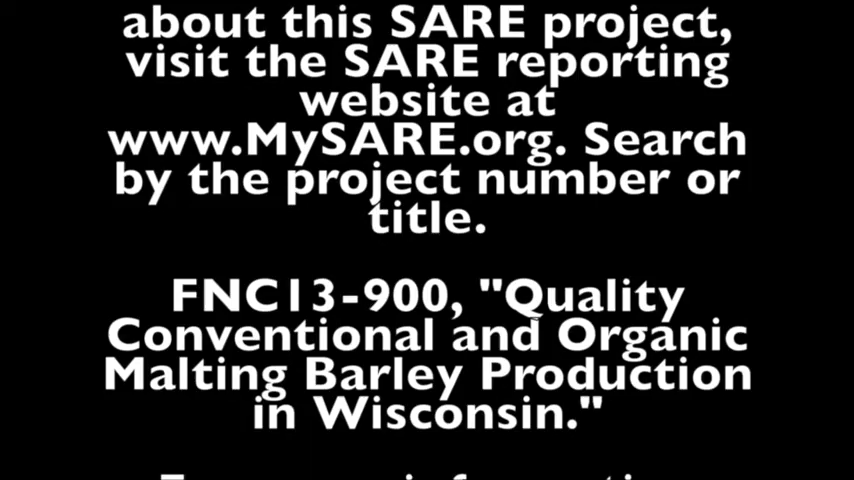 about this SARE project,
visit the SARE reporting
website at
www.MySARE.org. Search
by the project number or
title.
FNC13-900, "Quality
Conventional and Organic
Malting Barley Production
in Wisconsin."